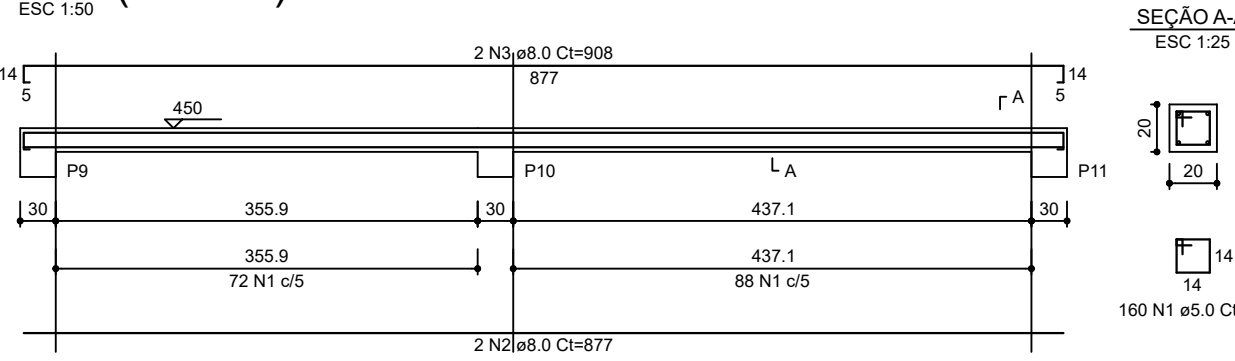 ESC 1:50
SEÇÃO A-A
ESC 1:25
2 N3 ø8.0 Ct=908
877
14
5
14
5
A
450
P9
P10
A
P11
20
20
30
355.9
30
437.1
30
355.9
437.1
72 N1 c/5
88 N1 c/5
14
14
160 N1 ø5.0
2 N2 ø8.0 Ct=877